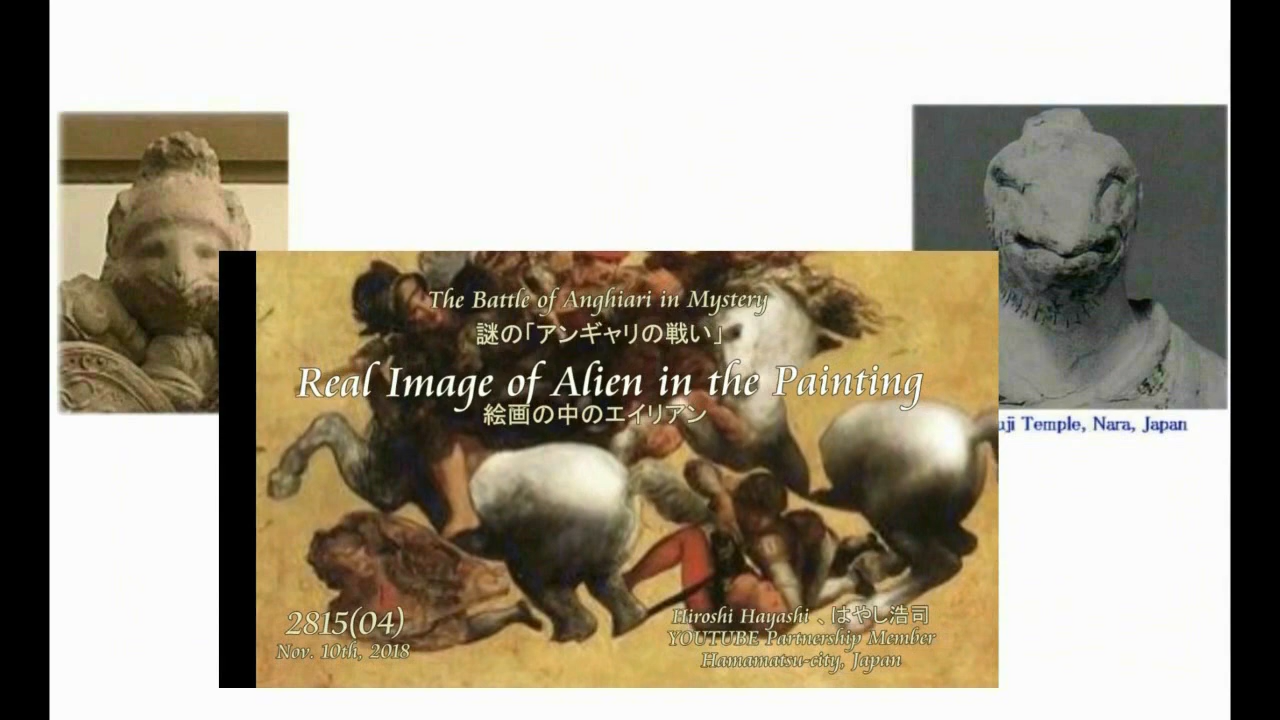 The Battle of Anghiari in Mystery
謎の「アンギャリの戦い」
Real Image of Alien in the Painting
絵画の中のエイリアン
uji Temple, Nara, Japan
2815(04)
Nov. 10th, 2018
Hiroshi Hayashi 、はやし浩司
YOUTUBE Partnership Member
Hamamatsu-city, Japan